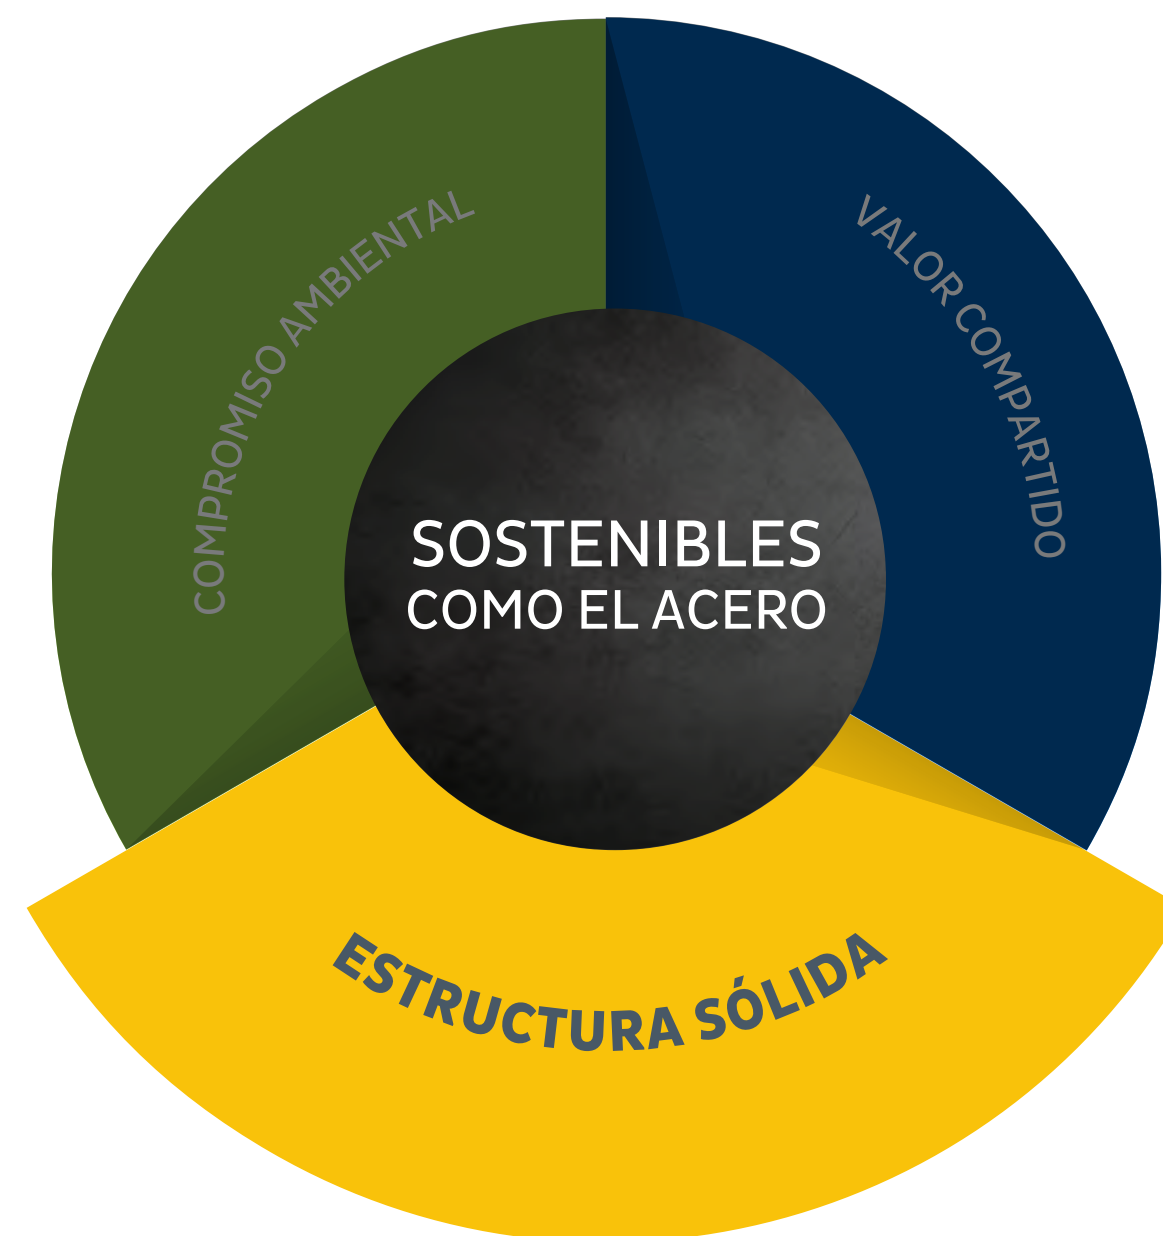 COMPROMISO AMBIENTAL
VALOR COMPARTIDO
SOSTENIBLES
COMO EL ACERO
ESTRUCTURA SÓLIDA